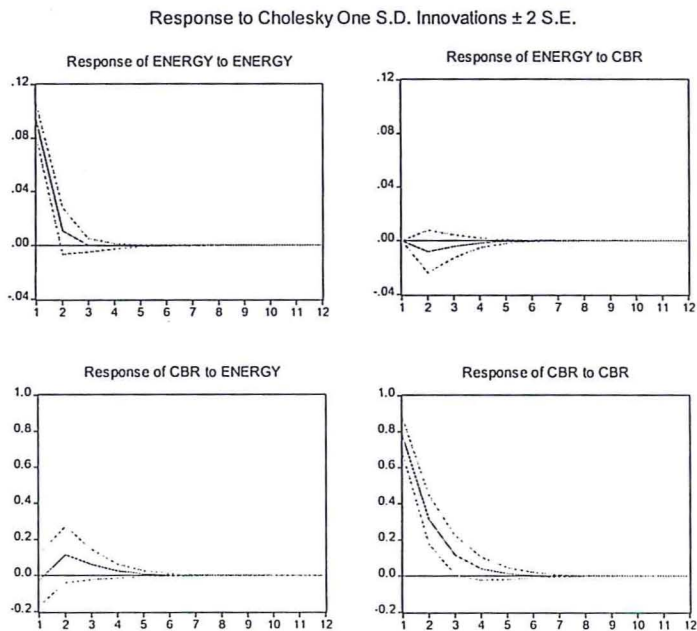 Response to Cholesky One S.D. Innovations ± 2 S.E.
Response of ENERGY to ENERGY
.12
.08
.04
.00
-.04
1 2 3 4 5 6 7 8 9 10 11 12
Response of ENERGY to CBR
.12
.08
.04
.00
-.04
1 2 3 4 5 6 7 8 9 10 11 12
Response of CBR to ENERGY
1.0
0.8
0.6
0.4
0.2
0.0
-0.2
1 2 3 4 5 6 7 8 9 10 11 12
Response of CBR to CBR
1.0
0.8
0.6
0.4
0.2
0.0
-0.2
1 2 3 4 5 6 7 8 9 10 11 12